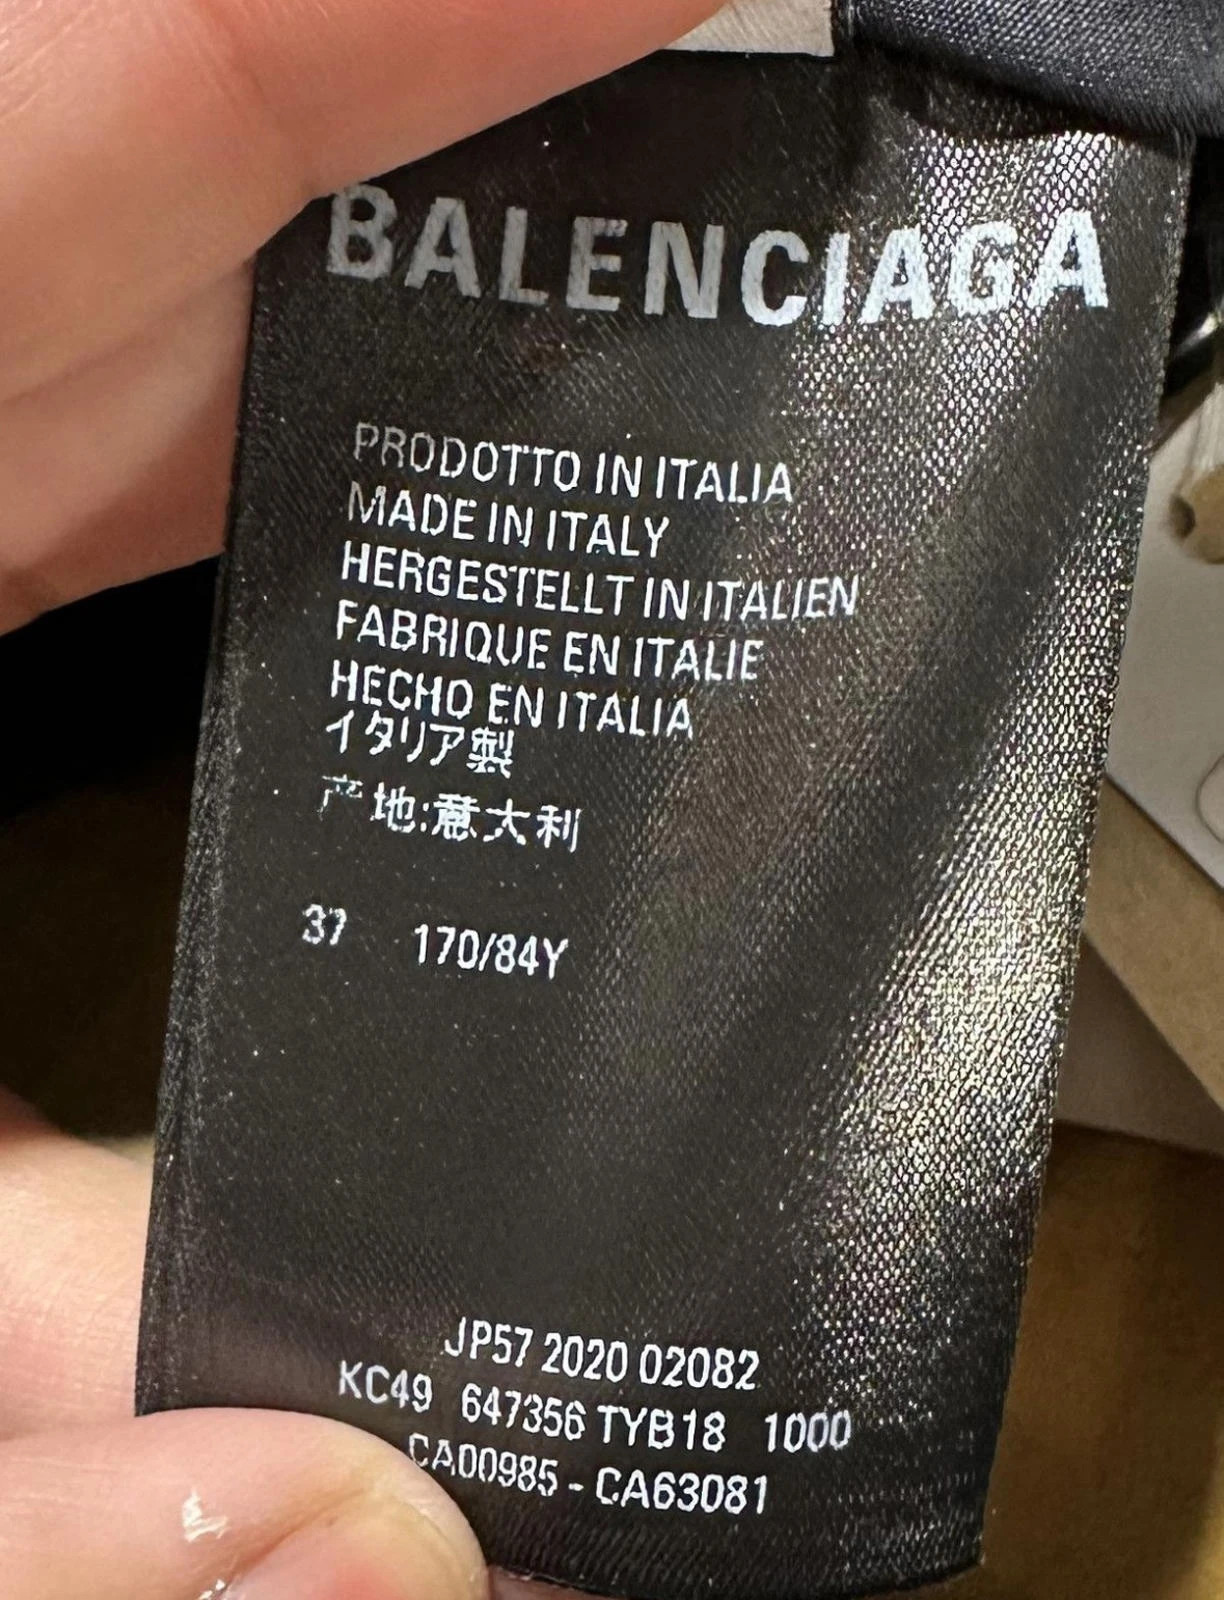 BALENCIAGA
PRODOTTO IN ITALIA
MADE IN ITALY
HERGESTELLT IN ITALIEN
FABRIQUE EN ITALIE
HECHO EN ITALIA
イタリア製
产地:意大利
37 170/84Y
JP57 2020 02082
KC49 647356 TYB18 1000
CA00985 - CA63081